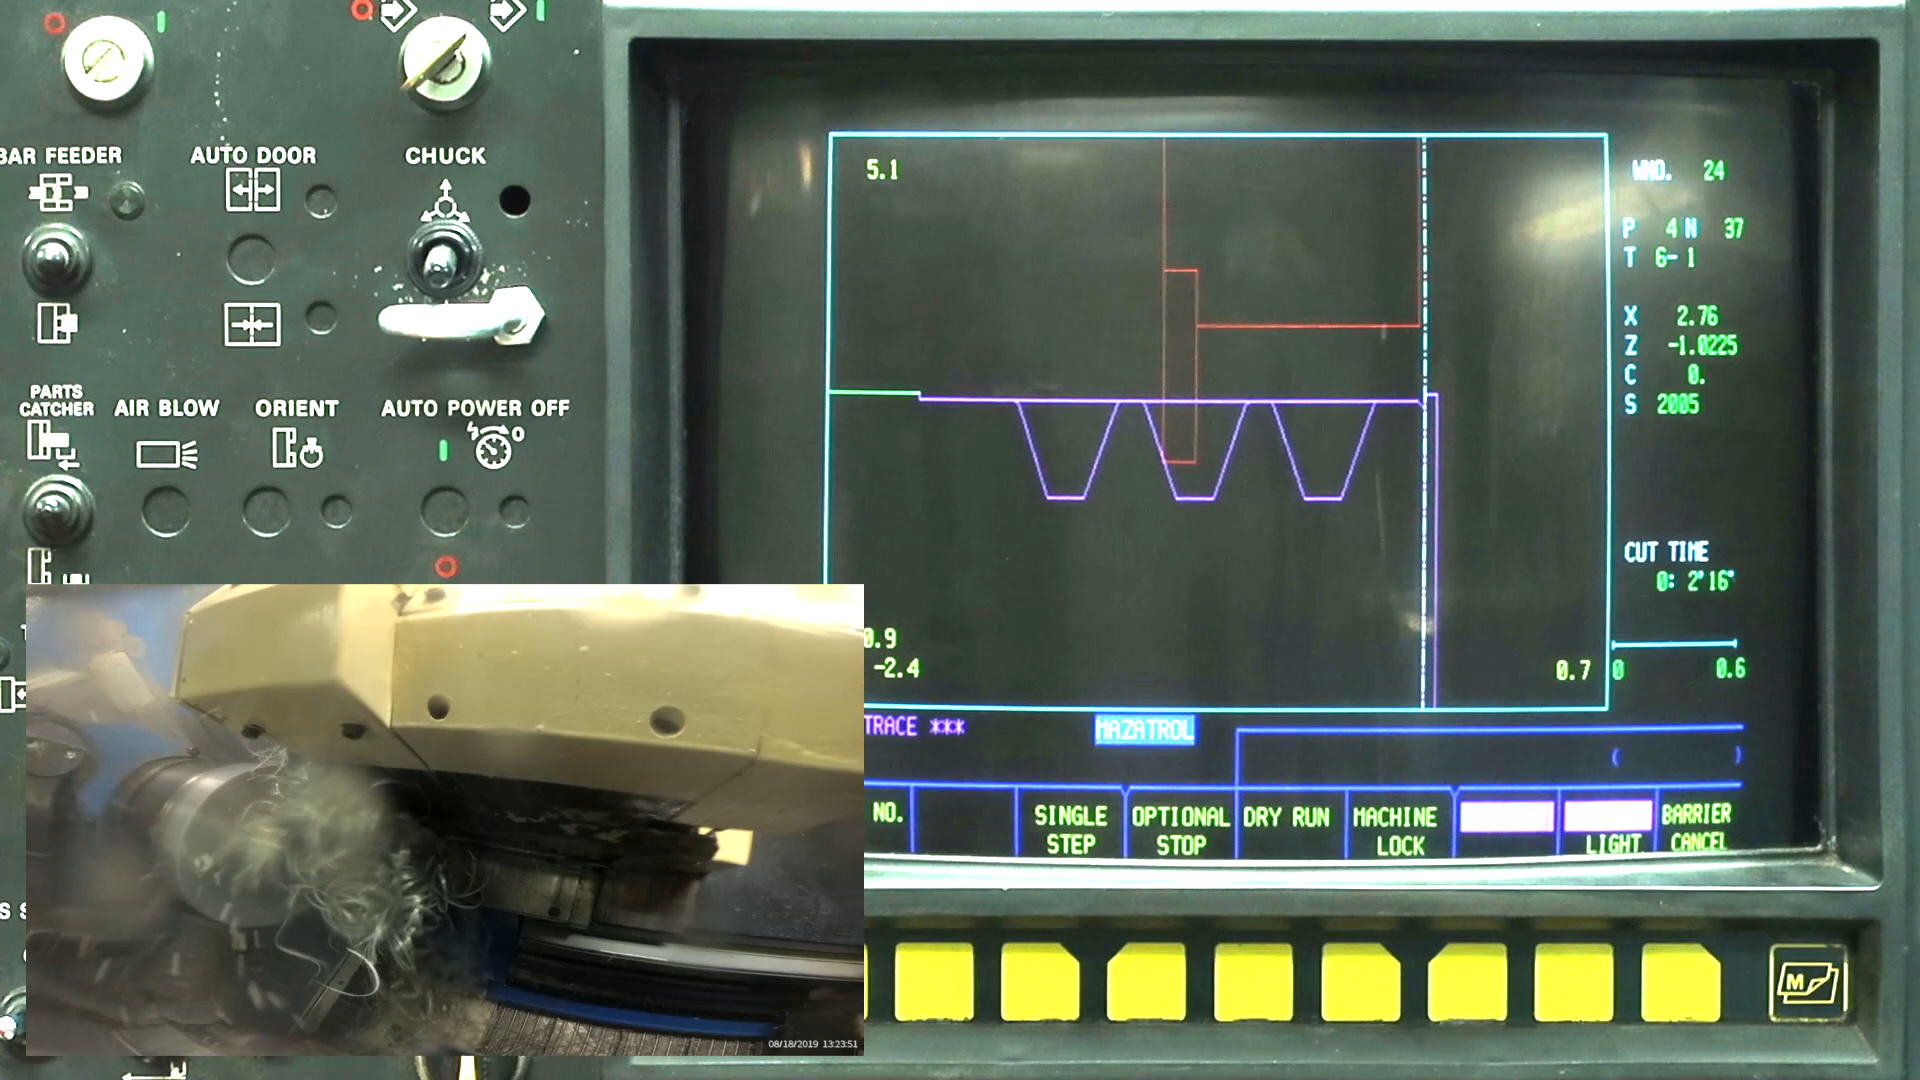 BAR FEEDER
AUTO DOOR
CHUCK
PARTS
CATCHER
AIR BLOW
ORIENT
AUTO POWER OFF
5.1
WNO. 24
P 4 N 37
T 6- 1
X 2.76
Z -1.0225
C 0.
S 2005
CUT TIME
0: 2'16"
0.9
-2.4
0.7
0
0.6
TRACE ***
MAZATROL
( )
NO.
SINGLE
STEP
OPTIONAL
STOP
DRY RUN
MACHINE
LOCK
LIGHT
BARRIER
CANCEL
M
08/18/2019 13:23:51